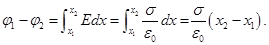 φ₁ - φ₂ = ∫_{x₁}^{x₂} E dx = ∫_{x₁}^{x₂} σ/ε₀ dx = σ/ε₀ (x₂ - x₁).